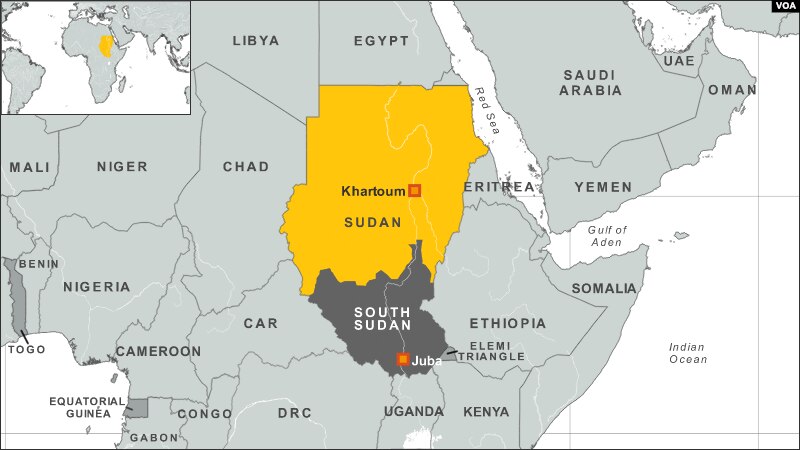 VOA
LIBYA
EGYPT
UAE
SAUDI
ARABIA
OMAN
Red Sea
MALI
NIGER
CHAD
Khartoum
ERITREA
YEMEN
SUDAN
Gulf of
Aden
BENIN
NIGERIA
SOMALIA
SOUTH
SUDAN
CAR
ETHIOPIA
TOGO
CAMEROON
ELEMI
TRIANGLE
Indian
Ocean
Juba
EQUATORIAL
GUINEA
CONGO
DRC
UGANDA
KENYA
GABON